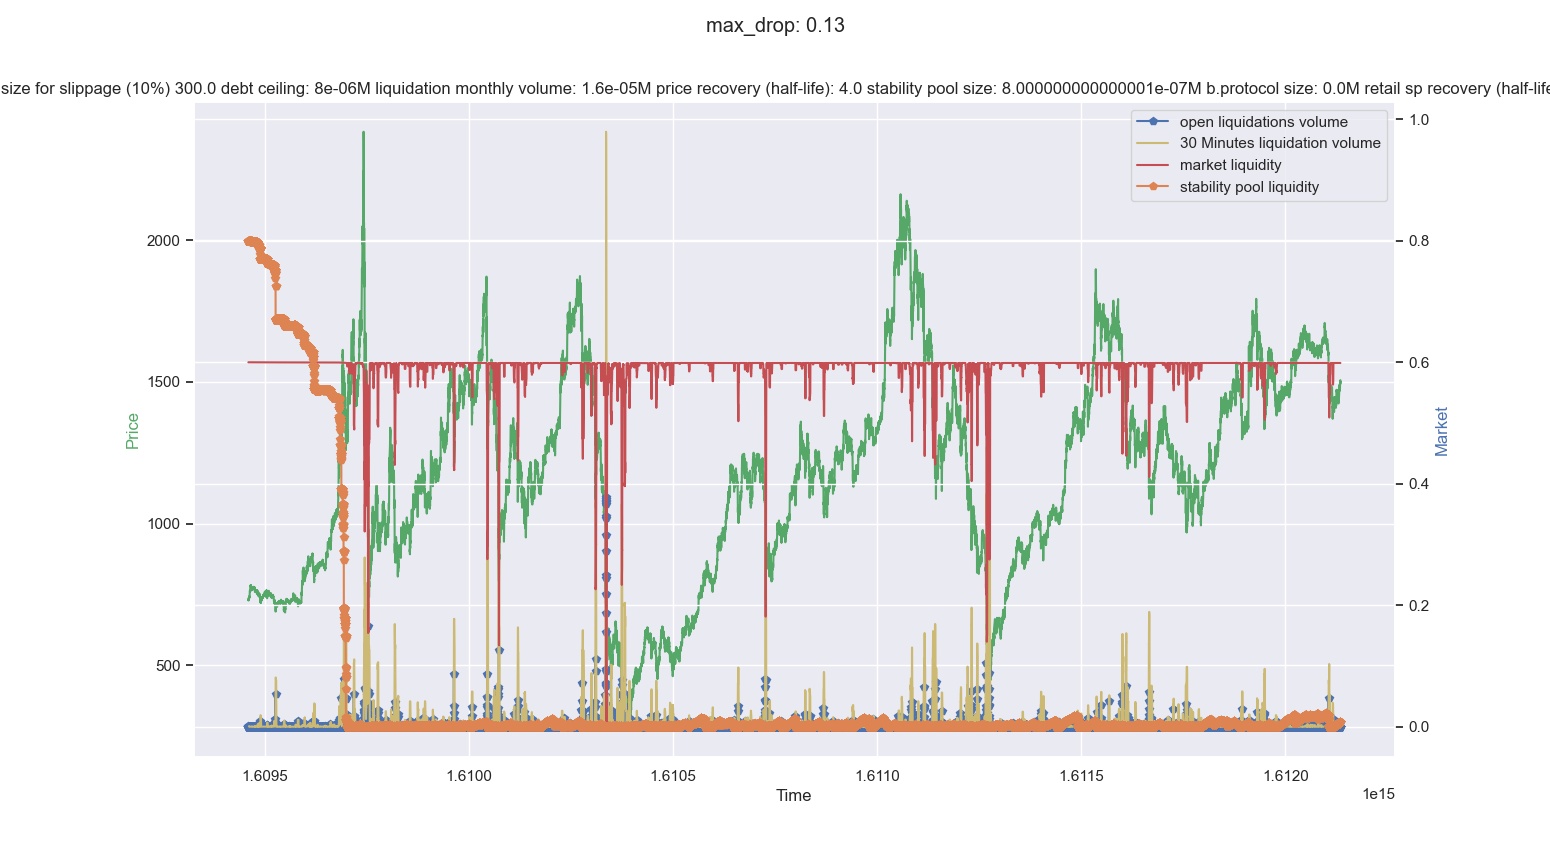 max_drop: 0.13
size for slippage (10%) 300.0 debt ceiling: 8e-06M liquidation monthly volume: 1.6e-05M price recovery (half-life): 4.0 stability pool size: 8.000000000000001e-07M b.protocol size: 0.0M retail sp recovery
open liquidations volume
30 Minutes liquidation volume
market liquidity
stability pool liquidity
2000
1500
1000
500
Price
1.0
0.8
0.6
0.4
0.2
0.0
Market
1.6095
1.6100
1.6105
1.6110
1.6115
1.6120
Time
1e15